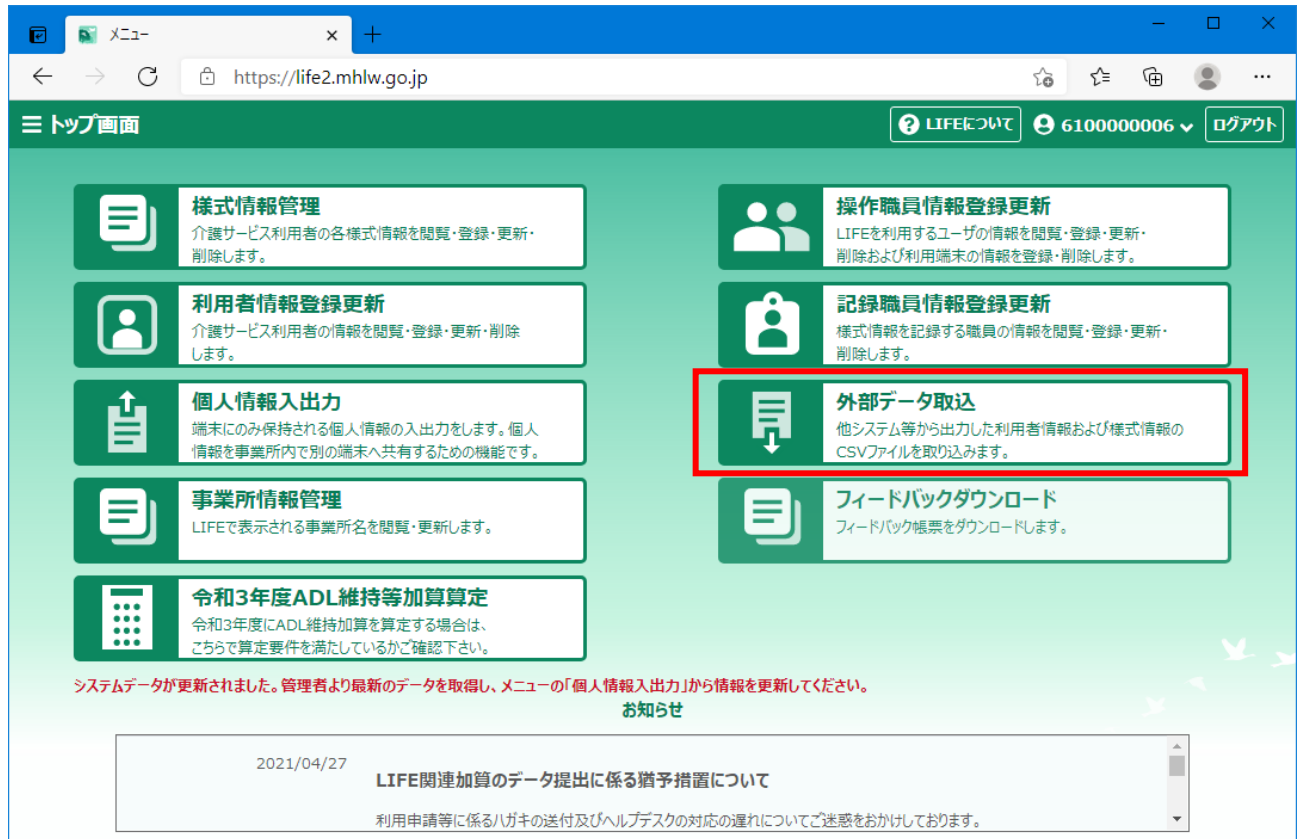 メニュー
https://life2.mhlw.go.jp
トップ画面
LIFEについて
6100000006
ログアウト
様式情報管理
介護サービス利用者の各様式情報を閲覧・登録・更新・
削除します。
操作職員情報登録更新
LIFEを利用するユーザの情報を閲覧・登録・更新・
削除および利用端末の情報を登録・削除します。
利用者情報登録更新
介護サービス利用者の情報を閲覧・登録・更新・削除
します。
記録職員情報登録更新
様式情報を記録する職員の情報を閲覧・登録・更新・
削除します。
個人情報入出力
端末にのみ保持される個人情報の入出力をします。個人
情報を事業所内で別の端末へ共有するための機能です。
外部データ取込
他システム等から出力した利用者情報および様式情報の
CSVファイルを取り込みます。
事業所情報管理
LIFEで表示される事業所名を閲覧・更新します。
フィードバックダウンロード
フィードバック帳票をダウンロードします。
令和3年度ADL維持等加算算定
令和3年度にADL維持加算を算定する場合は、
こちらで算定要件を満たしているかご確認下さい。
システムデータが更新されました。管理者より最新のデータを取得し、メニューの「個人情報入出力」から情報を更新してください。
お知らせ
2021/04/27
LIFE関連加算のデータ提出に係る猶予措置について
利用申請等に係るハガキの送付及びヘルプデスクの対応の遅れについてご迷惑をおかけしております。